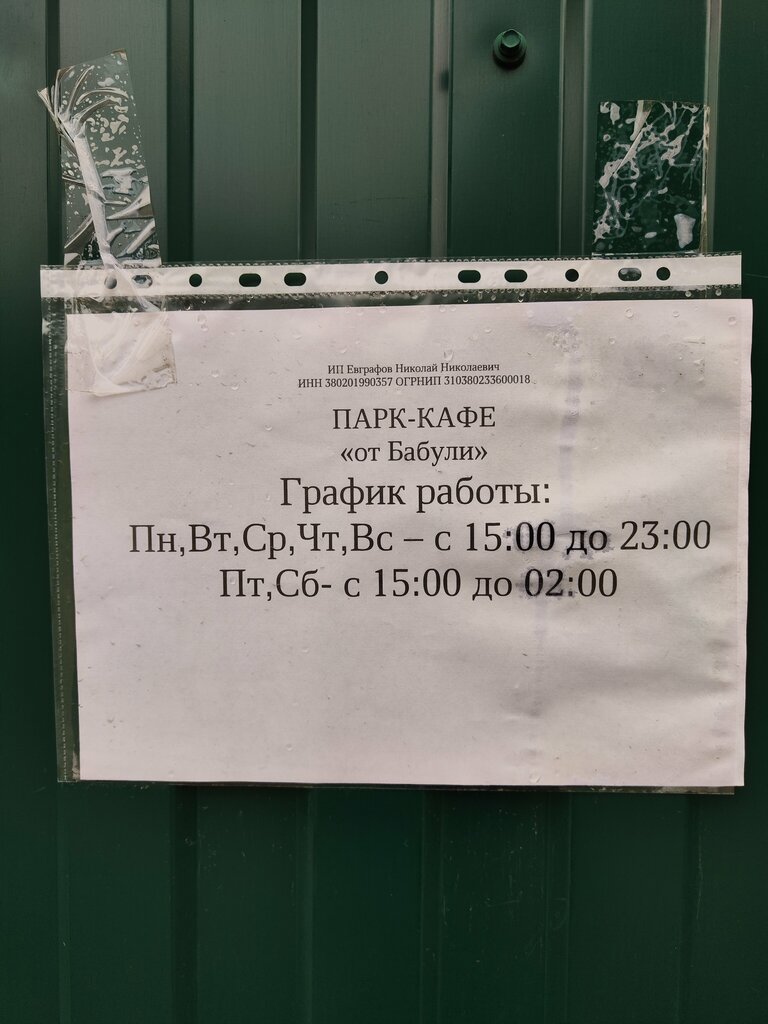 ИП Евграфов Николай Николаевич
ИНН 380201990357 ОГРНИП 310380233600018
ПАРК-КАФЕ
«от Бабули»
График работы:
Пн,Вт,Ср,Чт,Вс – с 15:00 до 23:00
Пт,Сб- с 15:00 до 02:00